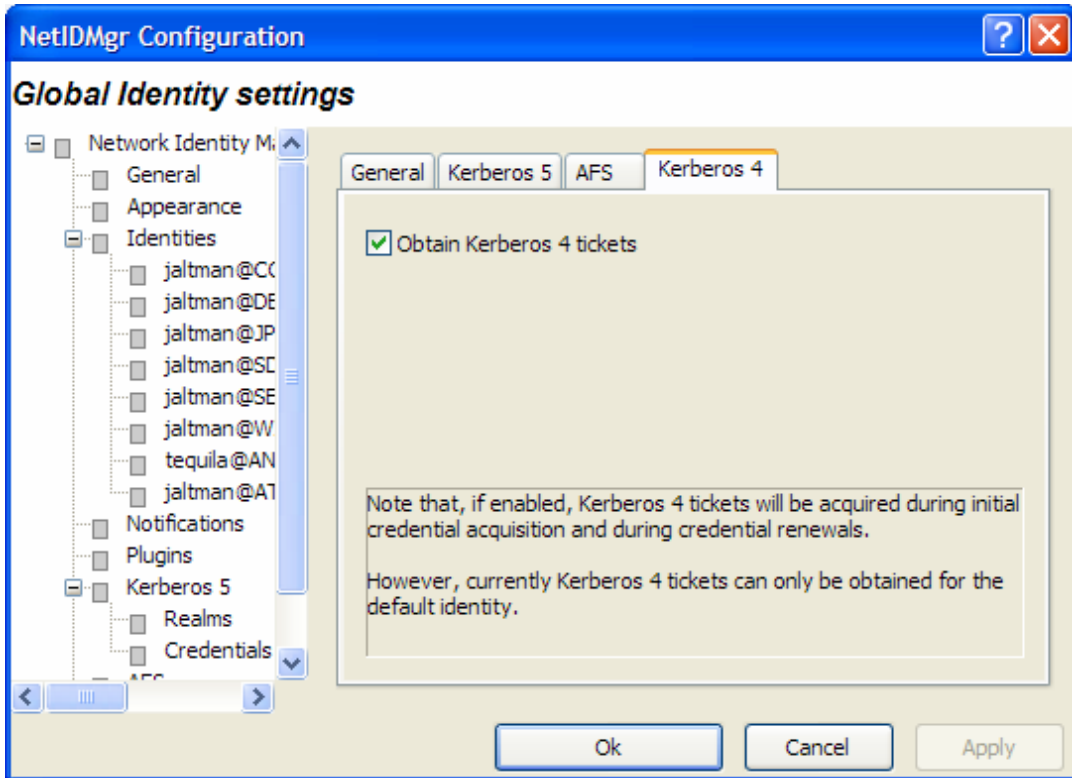 NetIDMgr Configuration
Global Identity settings
Network Identity Ma
General
Appearance
Identities
jaltman@CO
jaltman@DE
jaltman@JP
jaltman@SD
jaltman@SE
jaltman@W
tequila@AN
jaltman@AT
Notifications
Plugins
Kerberos 5
Realms
Credentials
AFS
General Kerberos 5 AFS Kerberos 4
Obtain Kerberos 4 tickets
Note that, if enabled, Kerberos 4 tickets will be acquired during initial
credential acquisition and during credential renewals.
However, currently Kerberos 4 tickets can only be obtained for the
default identity.
Ok Cancel Apply